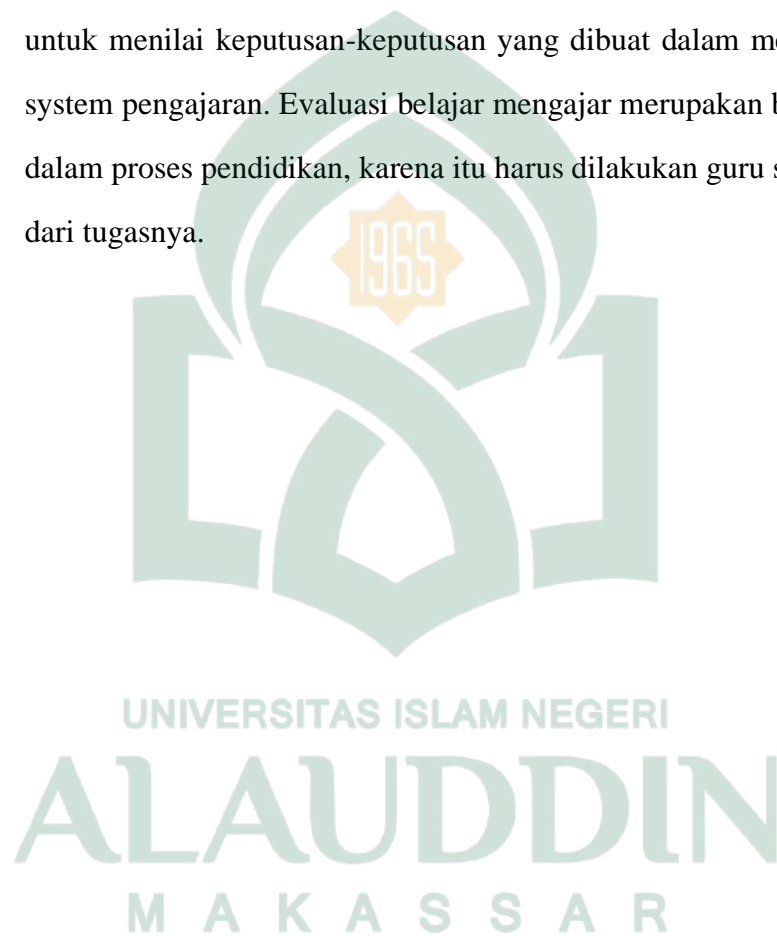 untuk menilai keputusan-keputusan yang dibuat dalam
system pengajaran. Evaluasi belajar mengajar merupakan
dalam proses pendidikan, karena itu harus dilakukan guru
dari tugasnya.
1965
UNIVERSITAS ISLAM NEGERI
ALAUDDIN
MAKASSAR